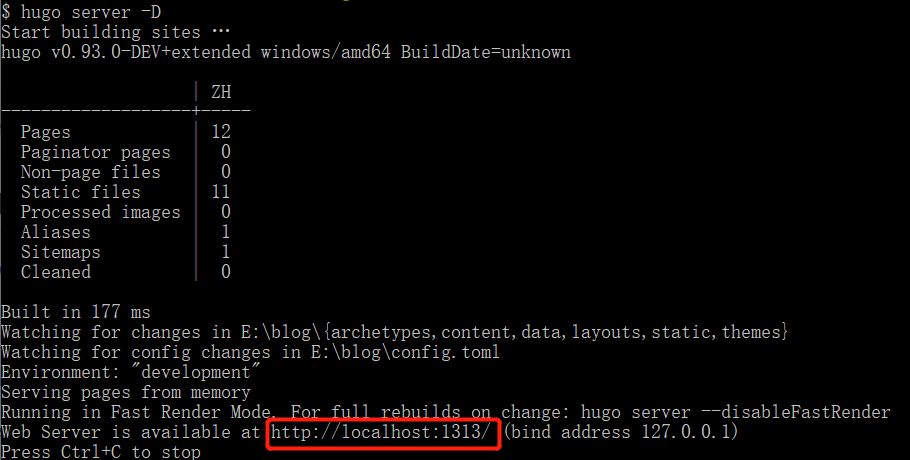 $ hugo server -D
Start building sites …
hugo v0.93.0-DEV+extended windows/amd64 BuildDate=unknown
                   | ZH
-------------------+-----
  Pages            | 12
  Paginator pages  |  0
  Non-page files   |  0
  Static files     | 11
  Processed images |  0
  Aliases          |  1
  Sitemaps         |  1
  Cleaned          |  0
Built in 177 ms
Watching for changes in E:\blog\{archetypes,content,data,layouts,static,themes}
Watching for config changes in E:\blog\config.toml
Environment: "development"
Serving pages from memory
Running in Fast Render Mode. For full rebuilds on change: hugo server --disableFastRender
Web Server is available at http://localhost:1313/ (bind address 127.0.0.1)
Press Ctrl+C to stop